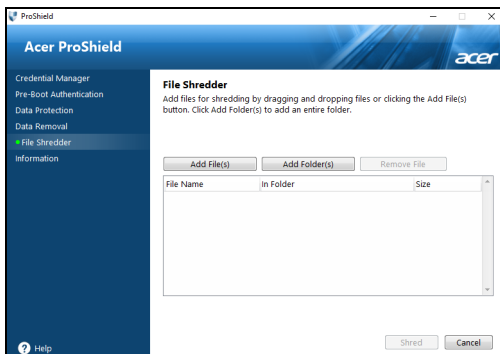 ProShield
Acer ProShield
acer
Credential Manager
Pre-Boot Authentication
Data Protection
Data Removal
File Shredder
Information
Help
File Shredder
Add files for shredding by dragging and dropping files or clicking the Add File(s)
button. Click Add Folder(s) to add an entire folder.
Add File(s) Add Folder(s) Remove File
File Name In Folder Size
Shred Cancel